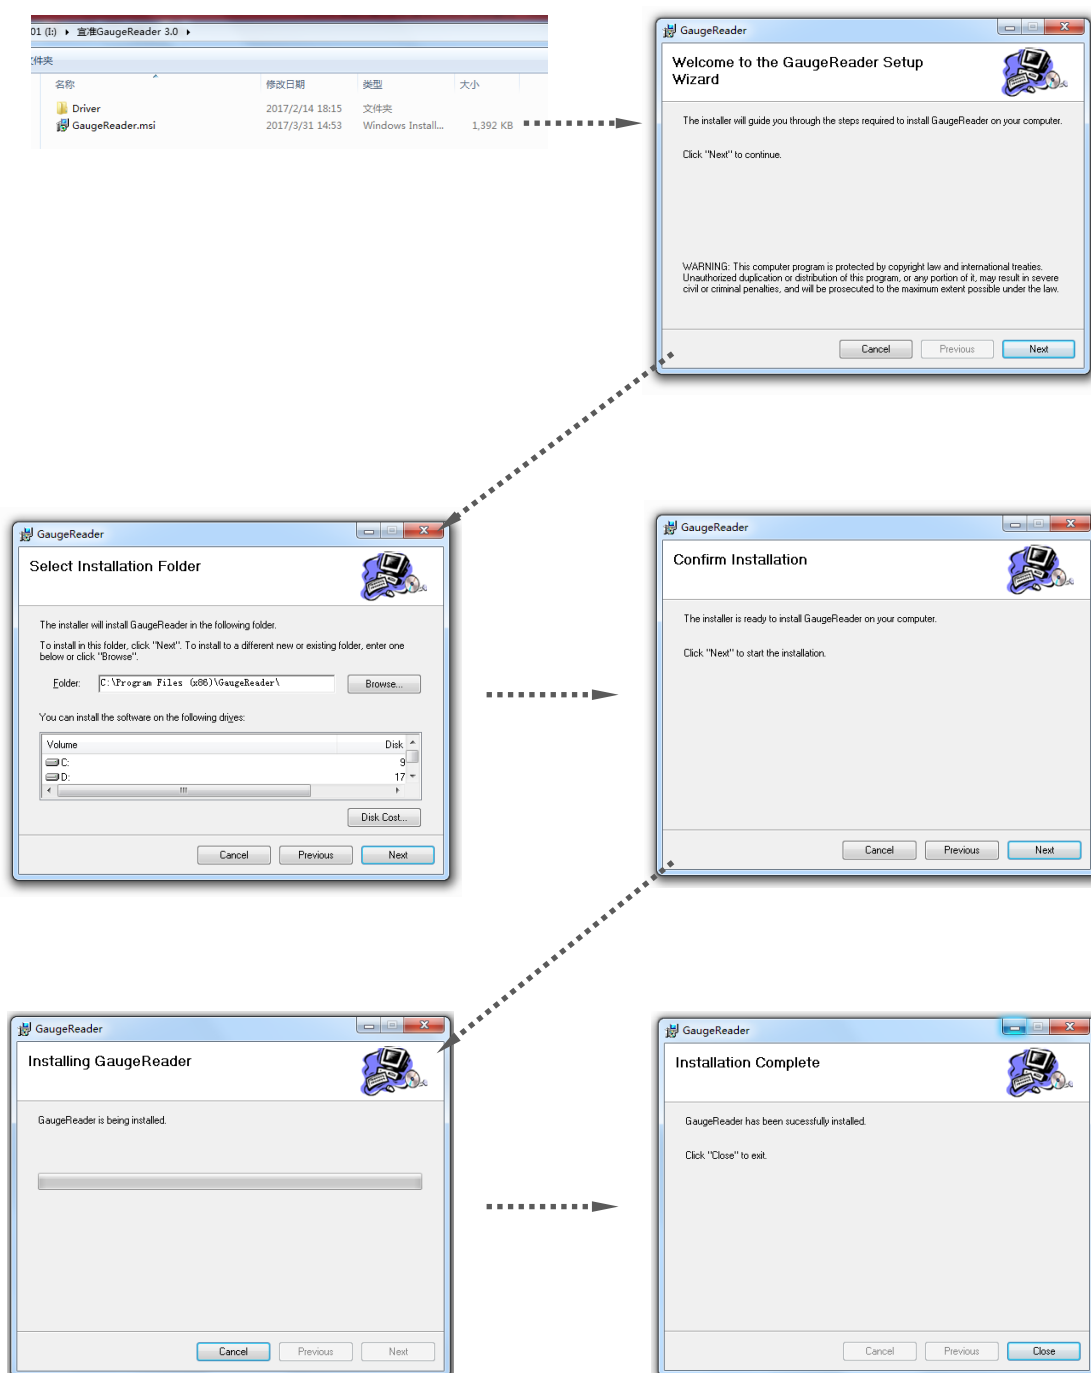 01 (I:) ▸ 宜准GaugeReader 3.0 ▸
文件夹
名称 修改日期 类型 大小
Driver 2017/2/14 18:15 文件夹
GaugeReader.msi 2017/3/31 14:53 Windows Install... 1,392 KB
GaugeReader
Welcome to the GaugeReader Setup
Wizard
The installer will guide you through the steps required to install GaugeReader on your computer.
Click "Next" to continue.
WARNING: This computer program is protected by copyright law and international treaties.
Unauthorized duplication or distribution of this program, or any portion of it, may result in severe
civil or criminal penalties, and will be prosecuted to the maximum extent possible under the law.
Cancel Previous Next
GaugeReader
Select Installation Folder
The installer will install GaugeReader in the following folder.
To install in this folder, click "Next". To install to a different new or existing folder, enter one
below or click "Browse".
Folder: C:\Program Files (x86)\GaugeReader\ Browse...
You can install the software on the following drives:
Volume Disk
C: 9
D: 17
Disk Cost...
Cancel Previous Next
GaugeReader
Confirm Installation
The installer is ready to install GaugeReader on your computer.
Click "Next" to start the installation.
Cancel Previous Next
GaugeReader
Installing GaugeReader
GaugeReader is being installed.
Cancel Previous Next
GaugeReader
Installation Complete
GaugeReader has been sucessfully installed.
Click "Close" to exit.
Cancel Previous Close